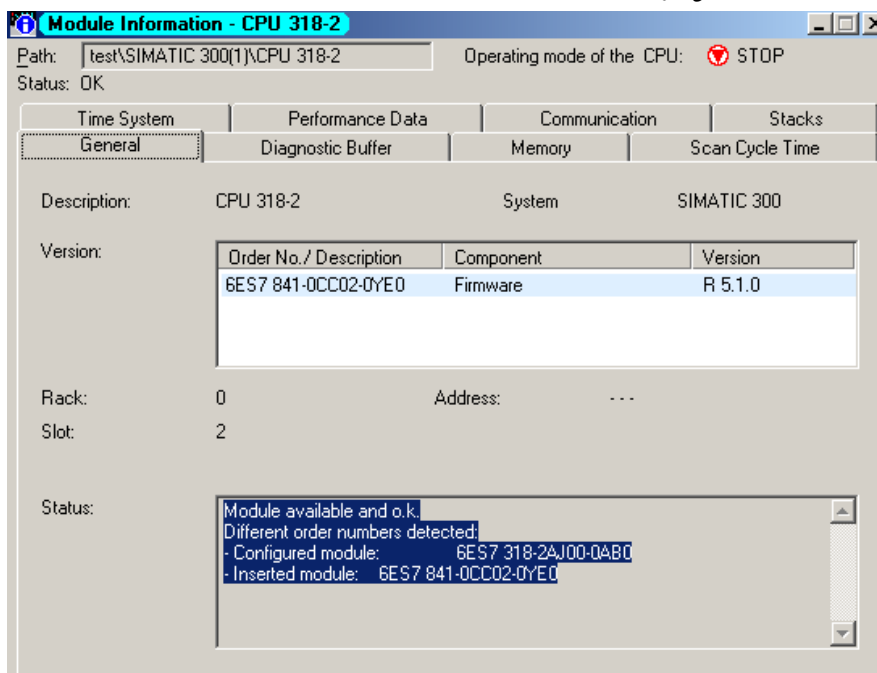 Module Information - CPU 318-2
Path: test\SIMATIC 300(1)\CPU 318-2 Operating mode of the CPU: STOP
Status: OK
Time System Performance Data Communication Stacks
General Diagnostic Buffer Memory Scan Cycle Time
Description: CPU 318-2 System SIMATIC 300
Version: Order No./ Description Component Version
6ES7 841-0CC02-0YE0 Firmware R 5.1.0
Rack: 0 Address: - - -
Slot: 2
Status: Module available and o.k.
Different order numbers detected:
- Configured module: 6ES7 318-2AJ00-0AB0
- Inserted module: 6ES7 841-0CC02-0YE0